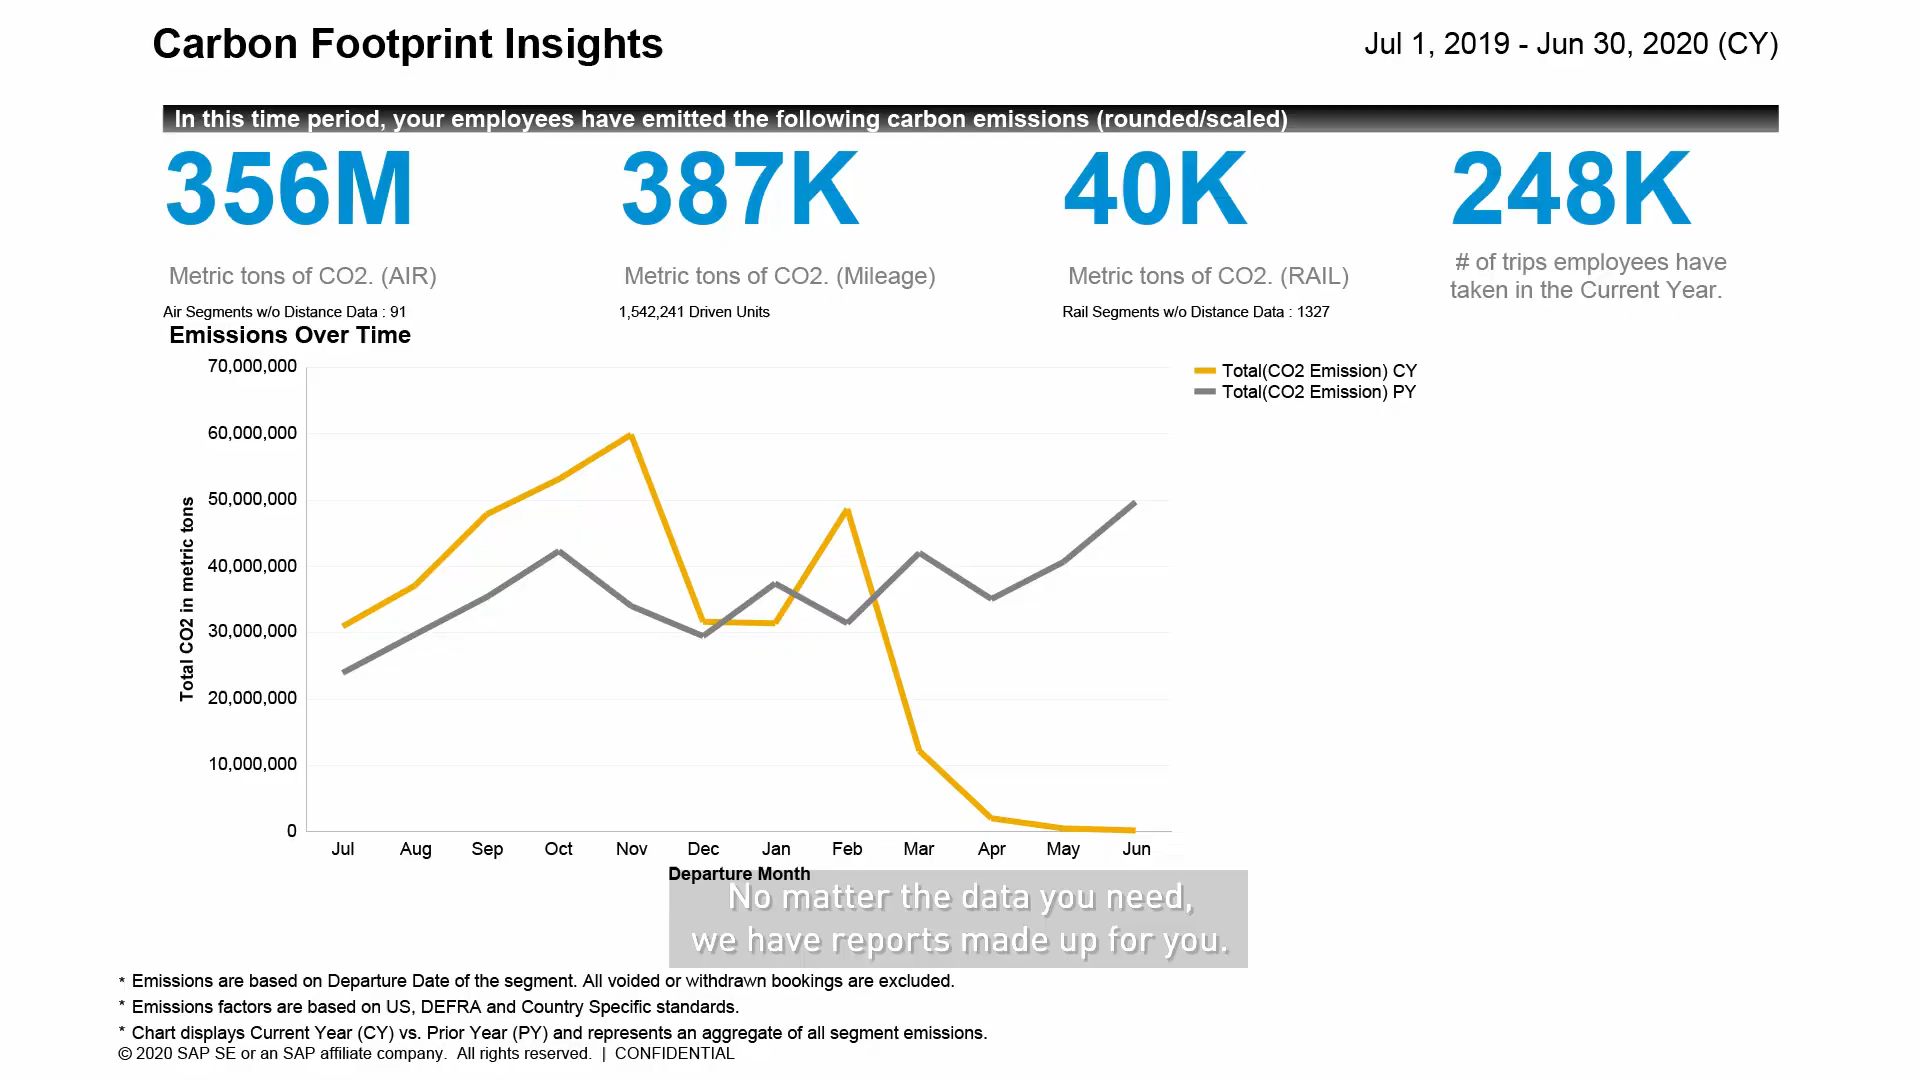 Carbon Footprint Insights
Jul 1, 2019 - Jun 30, 2020 (CY)
In this time period, your employees have emitted the following carbon emissions (rounded/scaled)
356M
Metric tons of CO2. (AIR)
Air Segments w/o Distance Data : 91
387K
Metric tons of CO2. (Mileage)
1,542,241 Driven Units
40K
Metric tons of CO2. (RAIL)
Rail Segments w/o Distance Data : 1327
248K
# of trips employees have
taken in the Current Year.
Emissions Over Time
Total CO2 in metric tons
70,000,000
60,000,000
50,000,000
40,000,000
30,000,000
20,000,000
10,000,000
0
Jul Aug Sep Oct Nov Dec Jan Feb Mar Apr May Jun
Departure Month
Total(CO2 Emission) CY
Total(CO2 Emission) PY
No matter the data you need,
we have reports made up for you.
* Emissions are based on Departure Date of the segment. All voided or withdrawn bookings are excluded.
* Emissions factors are based on US, DEFRA and Country Specific standards.
* Chart displays Current Year (CY) vs. Prior Year (PY) and represents an aggregate of all segment emissions.
© 2020 SAP SE or an SAP affiliate company. All rights reserved. | CONFIDENTIAL